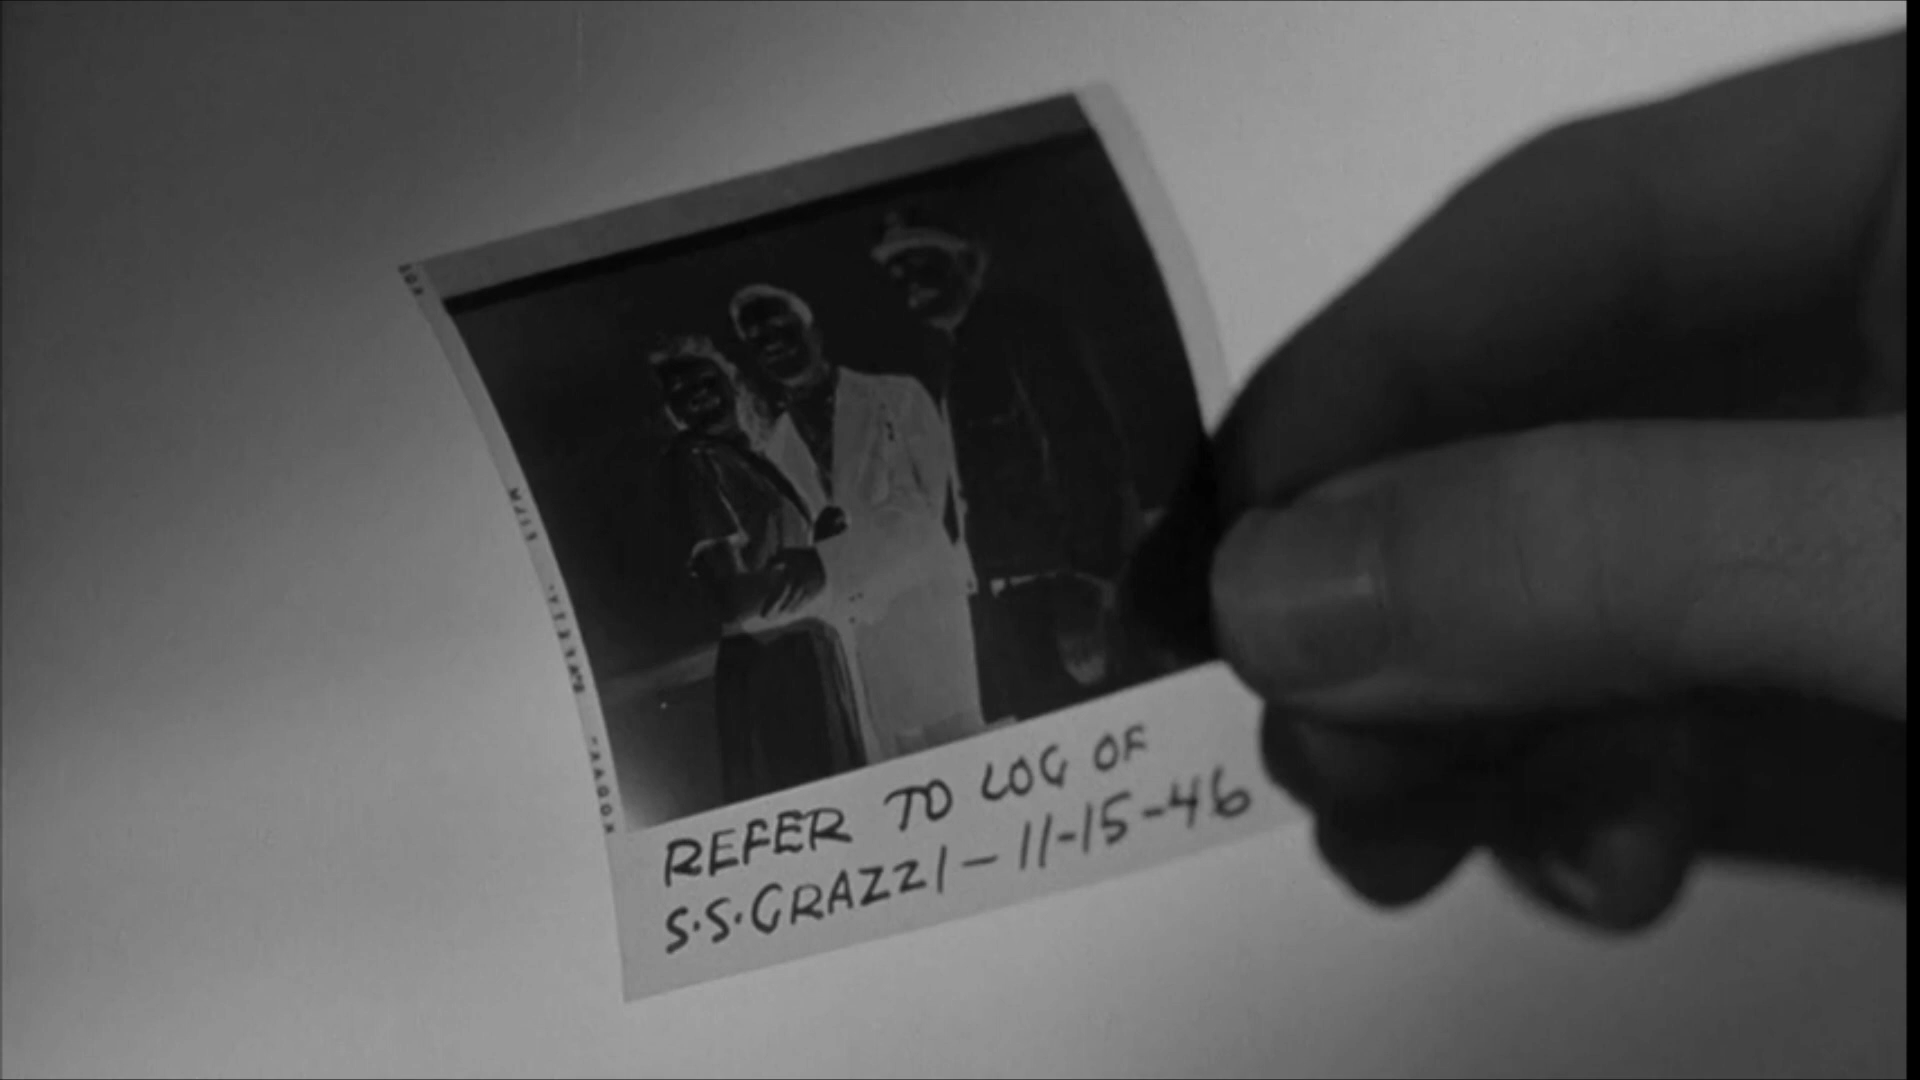 REFER TO LOG OF
S.S. GRAZZI — 11-15-46